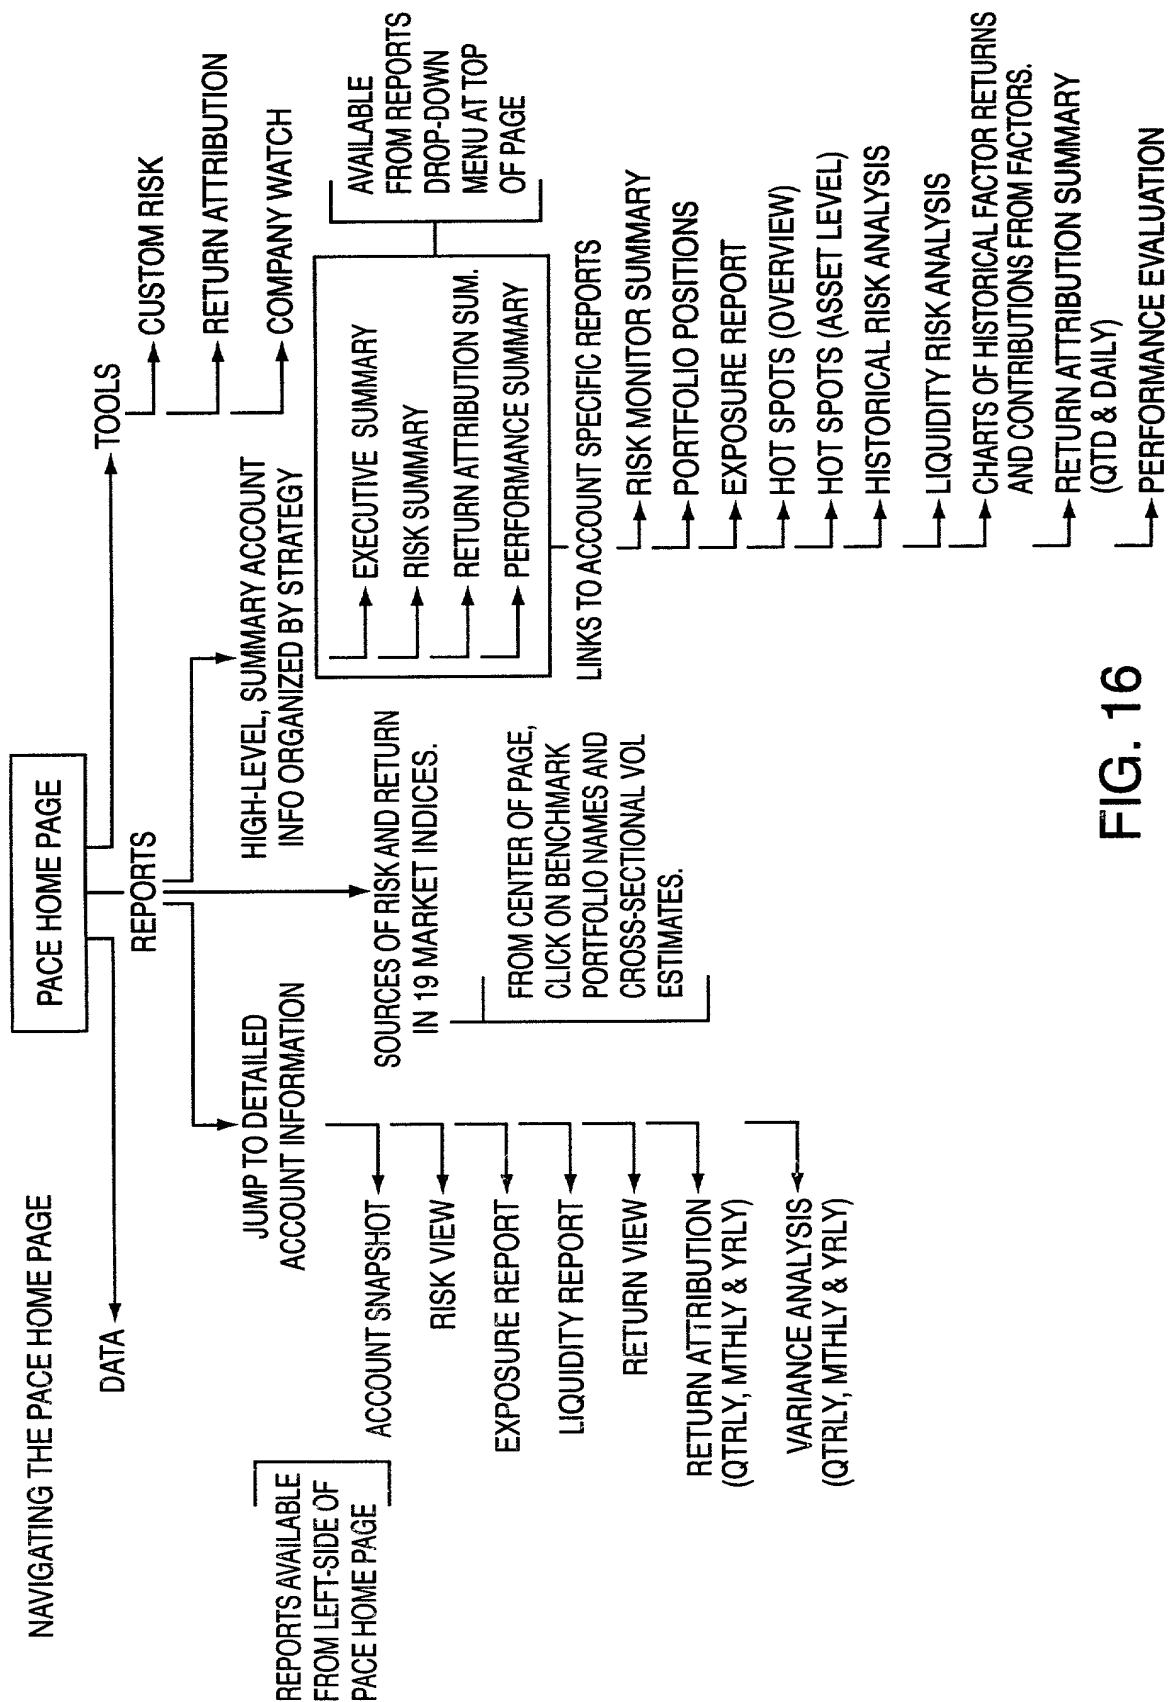 NAVIGATING THE PACE HOME PAGE
PACE HOME PAGE
DATA
REPORTS
TOOLS
CUSTOM RISK
RETURN ATTRIBUTION
COMPANY WATCH
REPORTS AVAILABLE
FROM LEFT-SIDE OF
PACE HOME PAGE
JUMP TO DETAILED
ACCOUNT INFORMATION
ACCOUNT SNAPSHOT
RISK VIEW
EXPOSURE REPORT
LIQUIDITY REPORT
RETURN VIEW
RETURN ATTRIBUTION
(QTRLY, MTHLY & YRLY)
VARIANCE ANALYSIS
(QTRLY, MTHLY & YRLY)
SOURCES OF RISK AND RETURN
IN 19 MARKET INDICES.
FROM CENTER OF PAGE,
CLICK ON BENCHMARK
PORTFOLIO NAMES AND
CROSS-SECTIONAL VOL
ESTIMATES.
HIGH-LEVEL, SUMMARY ACCOUNT
INFO ORGANIZED BY STRATEGY
EXECUTIVE SUMMARY
RISK SUMMARY
RETURN ATTRIBUTION SUM.
PERFORMANCE SUMMARY
AVAILABLE
FROM REPORTS
DROP-DOWN
MENU AT TOP
OF PAGE
LINKS TO ACCOUNT SPECIFIC REPORTS
RISK MONITOR SUMMARY
PORTFOLIO POSITIONS
EXPOSURE REPORT
HOT SPOTS (OVERVIEW)
HOT SPOTS (ASSET LEVEL)
HISTORICAL RISK ANALYSIS
LIQUIDITY RISK ANALYSIS
CHARTS OF HISTORICAL FACTOR RETURNS
AND CONTRIBUTIONS FROM FACTORS.
RETURN ATTRIBUTION SUMMARY
(QTD & DAILY)
PERFORMANCE EVALUATION
FIG. 16